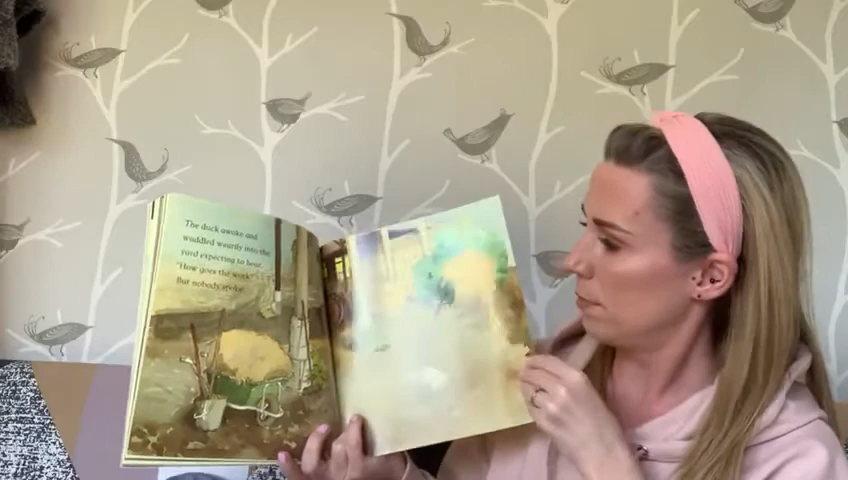 The duck awoke and
waddled wearily into the
yard expecting to hear,
"How goes the work?"
But nobody spoke!